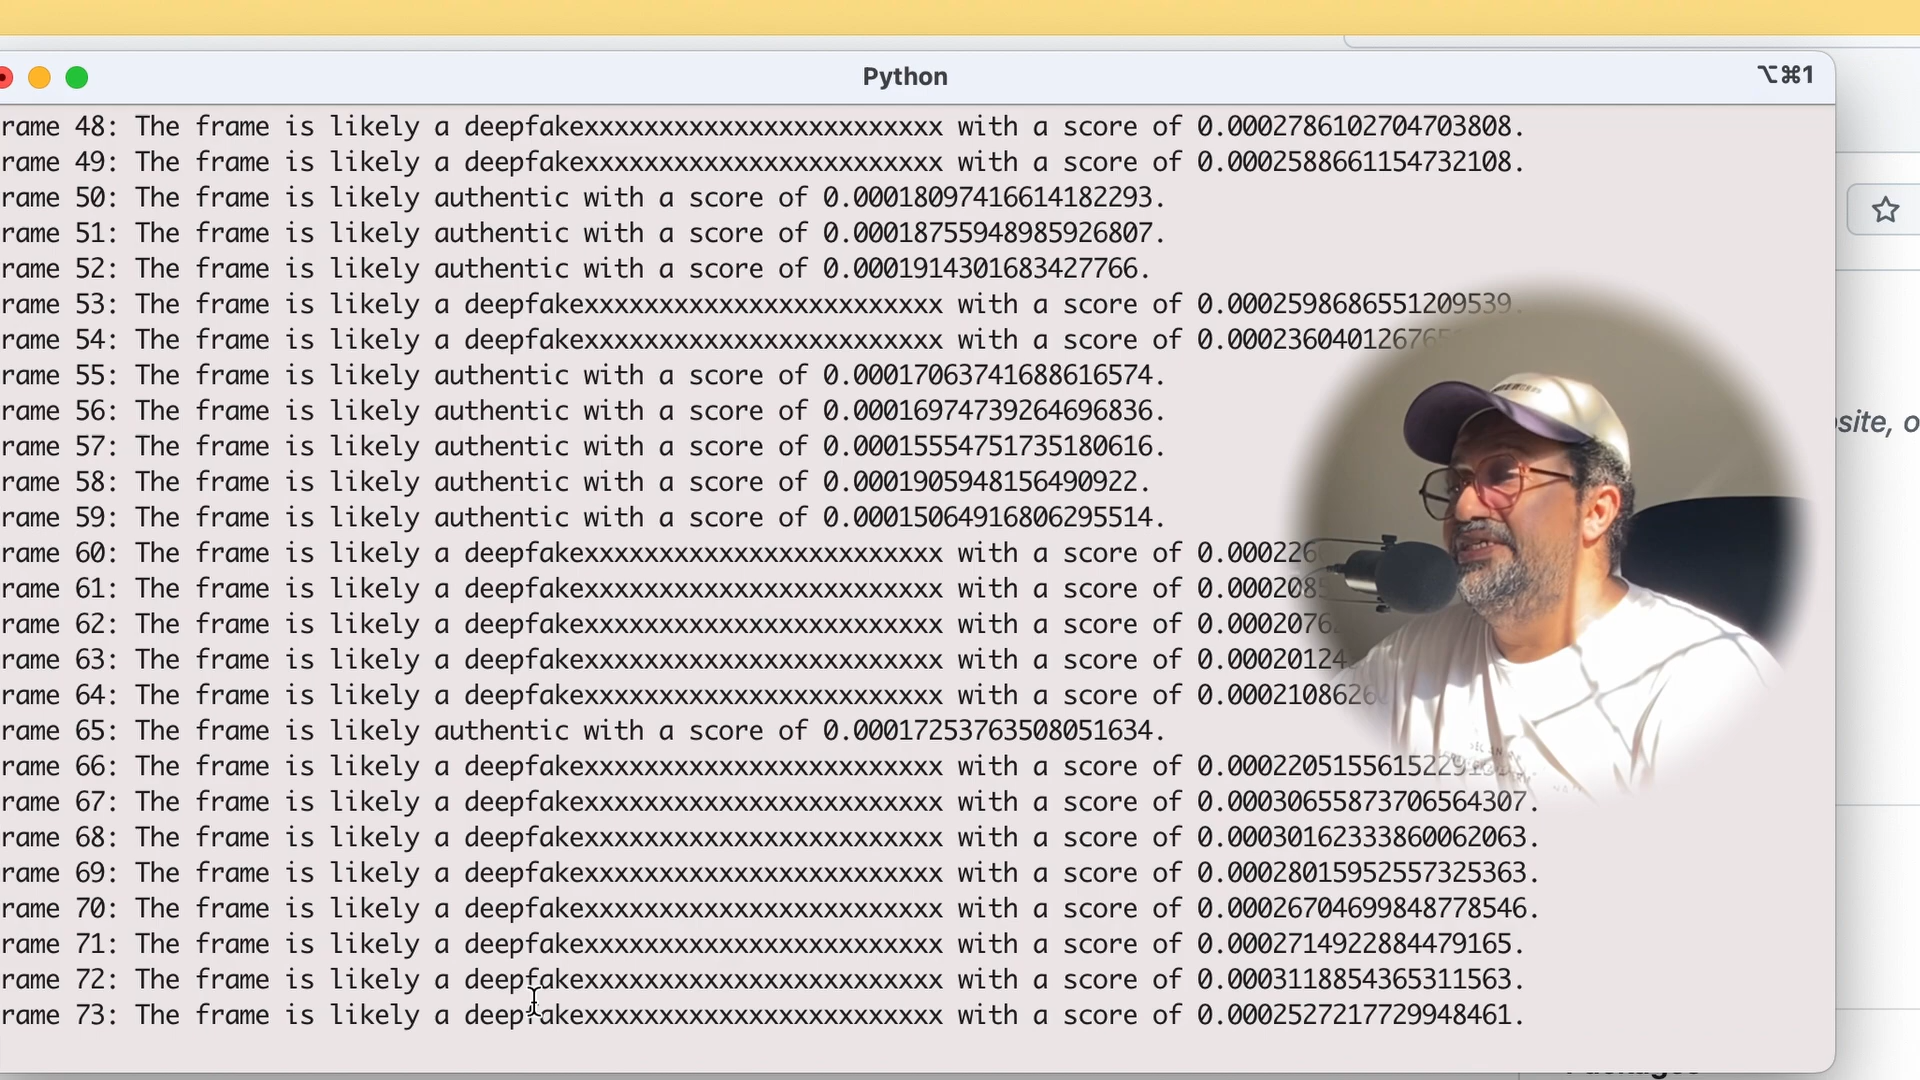 Python
⌥⌘1
rame 48: The frame is likely a deepfakexxxxxxxxxxxxxxxxxxxxxxxx with a score of 0.0002786102704703808.
rame 49: The frame is likely a deepfakexxxxxxxxxxxxxxxxxxxxxxxx with a score of 0.00025888661154732108.
rame 50: The frame is likely authentic with a score of 0.00018097416614182293.
rame 51: The frame is likely authentic with a score of 0.00018755948985926807.
rame 52: The frame is likely authentic with a score of 0.0001914301683427766.
rame 53: The frame is likely a deepfakexxxxxxxxxxxxxxxxxxxxxxxx with a score of 0.0002598686551209539.
rame 54: The frame is likely a deepfakexxxxxxxxxxxxxxxxxxxxxxxx with a score of
rame 55: The frame is likely authentic with a score of 0.00017063741688616574.
rame 56: The frame is likely authentic with a score of 0.00016974739264696836.
rame 57: The frame is likely authentic with a score of 0.00015554751735180616.
rame 58: The frame is likely authentic with a score of 0.0001905948156490922.
rame 59: The frame is likely authentic with a score of 0.00015064916806295514.
rame 60: The frame is likely a deepfakexxxxxxxxxxxxxxxxxxxxxxxx with a score of
rame 61: The frame is likely a deepfakexxxxxxxxxxxxxxxxxxxxxxxx with a score of
rame 62: The frame is likely a deepfakexxxxxxxxxxxxxxxxxxxxxxxx with a score of
rame 63: The frame is likely a deepfakexxxxxxxxxxxxxxxxxxxxxxxx with a score of
rame 64: The frame is likely a deepfakexxxxxxxxxxxxxxxxxxxxxxxx with a score of
rame 65: The frame is likely authentic with a score of 0.00017253763508051634.
rame 66: The frame is likely a deepfakexxxxxxxxxxxxxxxxxxxxxxxx with a score of
rame 67: The frame is likely a deepfakexxxxxxxxxxxxxxxxxxxxxxxx with a score of 0.00030655873706564307.
rame 68: The frame is likely a deepfakexxxxxxxxxxxxxxxxxxxxxxxx with a score of 0.00030162333860062063.
rame 69: The frame is likely a deepfakexxxxxxxxxxxxxxxxxxxxxxxx with a score of 0.00028015952557325363.
rame 70: The frame is likely a deepfakexxxxxxxxxxxxxxxxxxxxxxxx with a score of 0.00026704699848778546.
rame 71: The frame is likely a deepfakexxxxxxxxxxxxxxxxxxxxxxxx with a score of 0.0002714922884479165.
rame 72: The frame is likely a deepfakexxxxxxxxxxxxxxxxxxxxxxxx with a score of 0.0003118854365311563.
rame 73: The frame is likely a deepfakexxxxxxxxxxxxxxxxxxxxxxxx with a score of 0.00025272177299​48461.
site, o